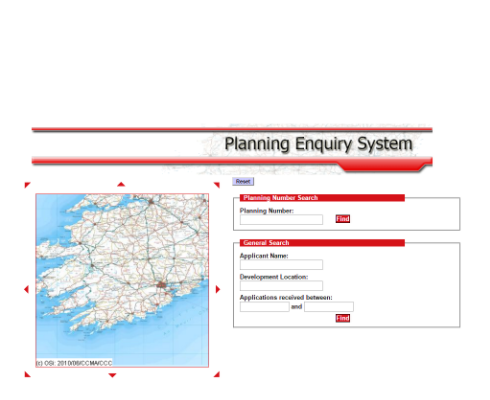 Planning Enquiry System
Reset
Planning Number Search
Planning Number:
Find
General Search
Applicant Name:
Development Location:
Applications received between:
and
Find
(c) OSi 2010/06/CCMA/CCC